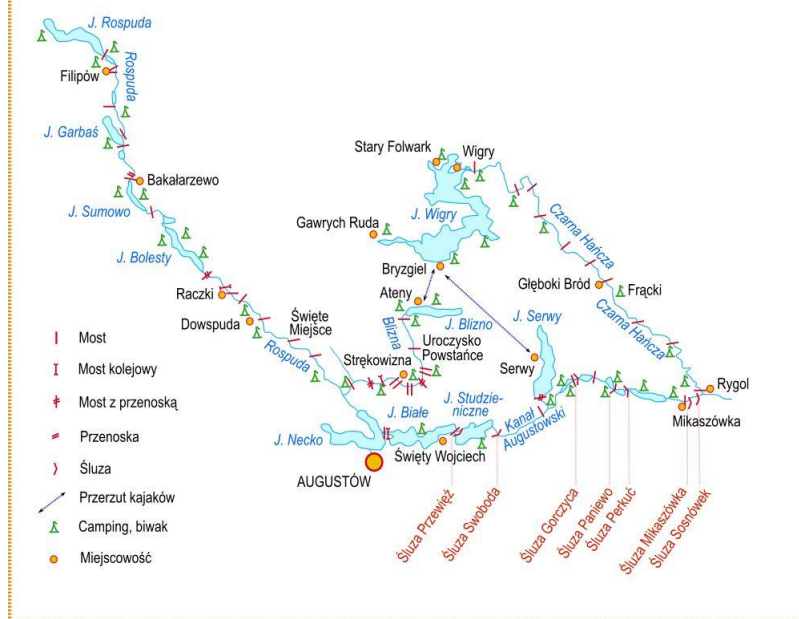 J. Rospuda
Rospuda
Filipów
J. Garbaś
Bakałarzewo
J. Sumowo
J. Bolesty
Raczki
Dowspuda
Święte
Miejsce
Rospuda
Stary Folwark
Wigry
J. Wigry
Gawrych Ruda
Bryzgiel
Ateny
J. Blizno
Blizna
Uroczysko
Powstańce
Strękowizna
Czarna Hańcza
Głęboki Bród
Frącki
Czarna Hańcza
J. Serwy
Serwy
Rygol
Mikaszówka
Kanał
Augustowski
J. Studzie-
niczne
J. Białe
J. Necko
Święty Wojciech
AUGUSTÓW
Śluza Przewięź
Śluza Swoboda
Śluza Gorczyca
Śluza Paniewo
Śluza Perkuć
Śluza Mikaszówka
Śluza Sosnówek
Most
Most kolejowy
Most z przenoską
Przenoska
Śluza
Przerzut kajaków
Camping, biwak
Miejscowość